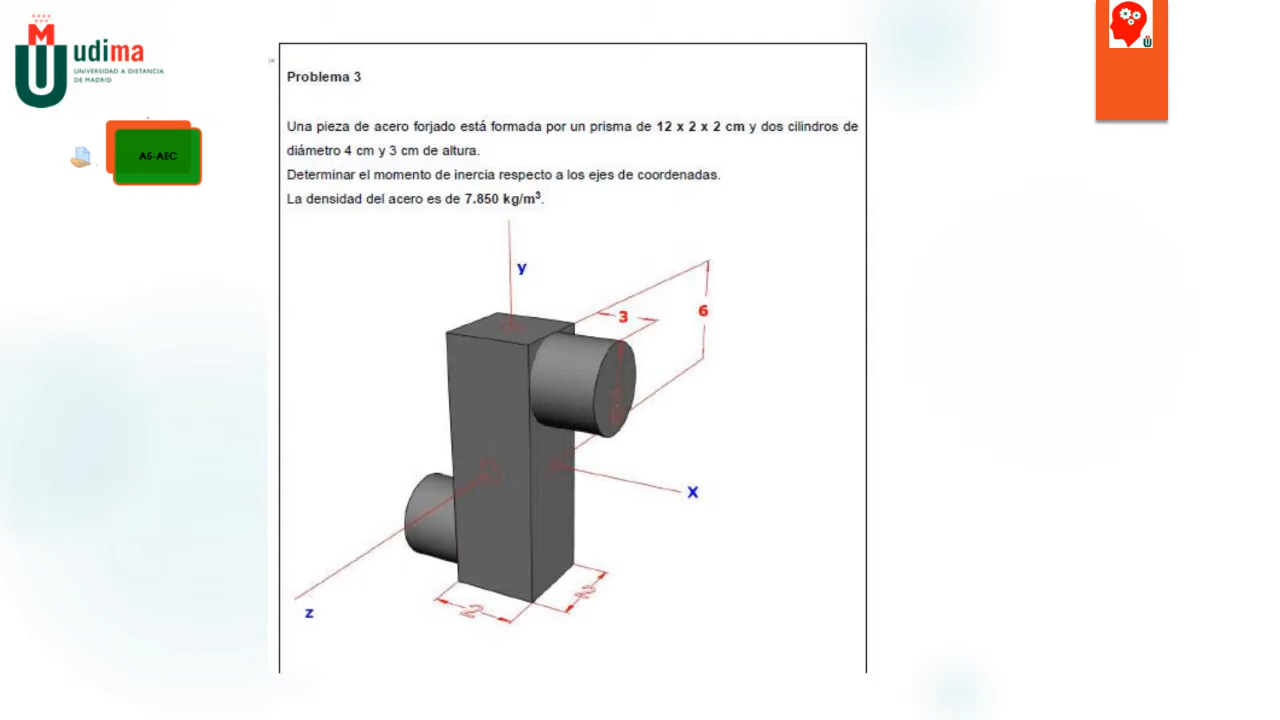 udima
UNIVERSIDAD A DISTANCIA
DE MADRID
A5-AEC
Problema 3
Una pieza de acero forjado está formada por un prisma de 12 x 2 x 2 cm y dos cilindros de
diámetro 4 cm y 3 cm de altura.
Determinar el momento de inercia respecto a los ejes de coordenadas.
La densidad del acero es de 7.850 kg/m³.
y
3
6
x
z
2
2